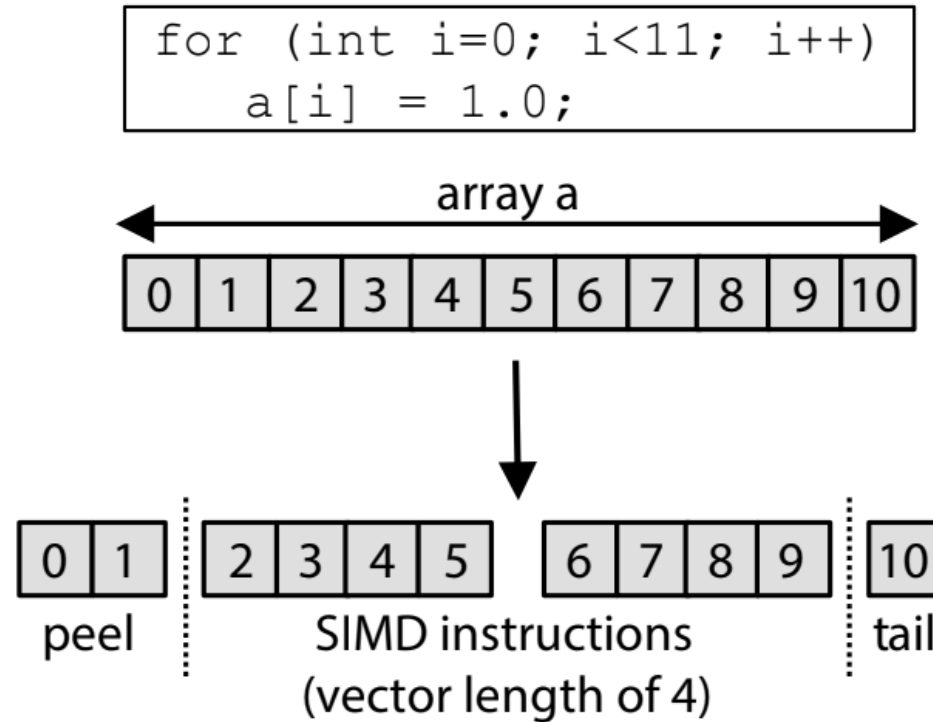 for (int i=0; i<11; i++)
a[i] = 1.0;
array a
0 1 2 3 4 5 6 7 8 9 10
0 1 2 3 4 5 6 7 8 9 10
peel SIMD instructions tail
(vector length of 4)